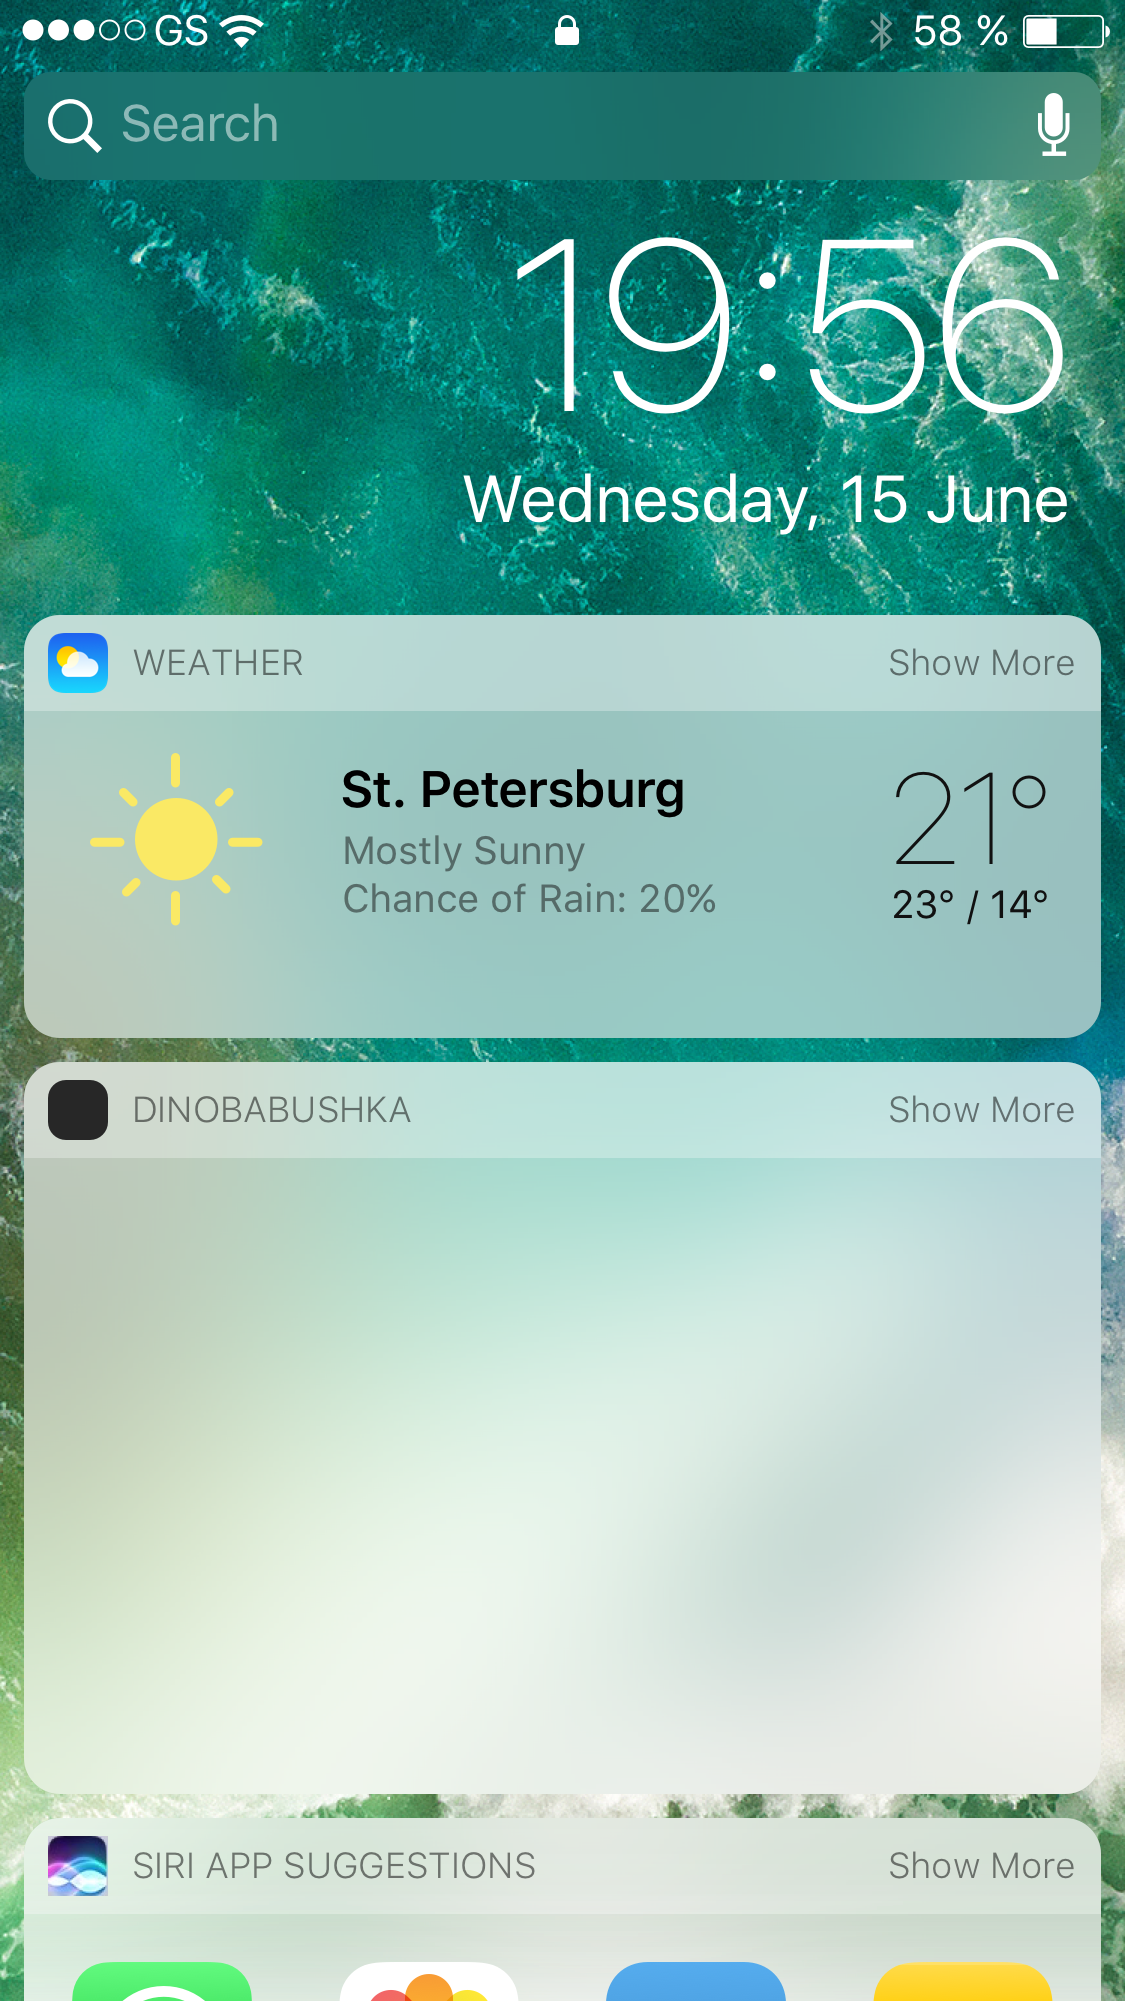 GS 58 %
Search
19:56
Wednesday, 15 June
WEATHER Show More
St. Petersburg 21°
Mostly Sunny
Chance of Rain: 20% 23° / 14°
DINOBABUSHKA Show More
SIRI APP SUGGESTIONS Show More